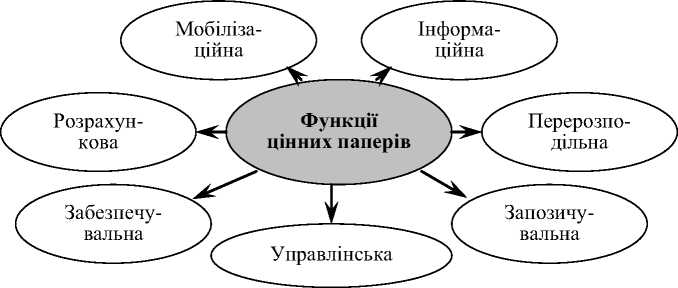 Мобіліза-
ційна
Інформа-
ційна
Розрахун-
кова
Функції
цінних паперів
Перерозпо-
дільна
Забезпечу-
вальна
Управлінська
Запозичу-
вальна